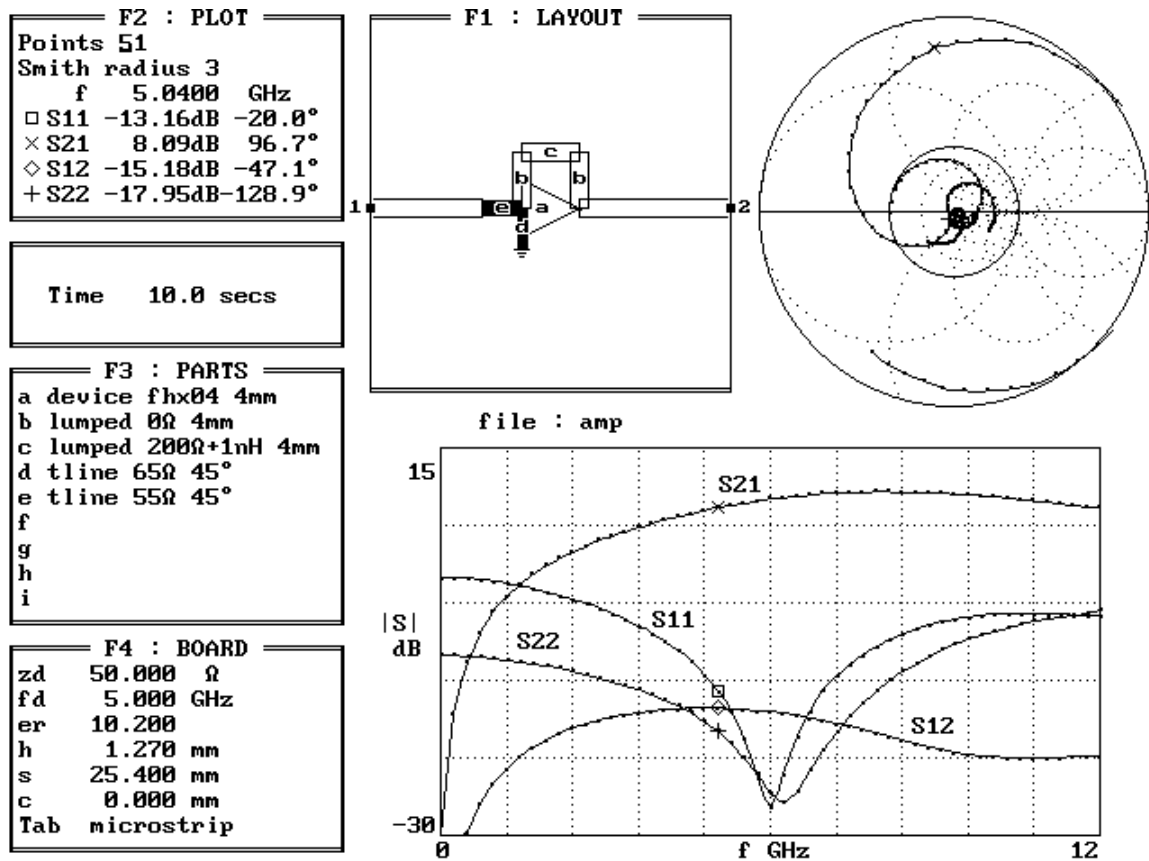 F2 : PLOT
Points 51
Smith radius 3
f 5.0400 GHz
□ S11 -13.16dB -20.0°
× S21 8.09dB 96.7°
◇ S12 -15.18dB -47.1°
+ S22 -17.95dB-128.9°
Time 10.0 secs
F3 : PARTS
a device fhx04 4mm
b lumped 0Ω 4mm
c lumped 200Ω+1nH 4mm
d tline 65Ω 45°
e tline 55Ω 45°
f
g
h
i
F4 : BOARD
zd 50.000 Ω
fd 5.000 GHz
er 10.200
h 1.270 mm
s 25.400 mm
c 0.000 mm
Tab microstrip
F1 : LAYOUT
c
b b
1 e a 2
d
file : amp
15
S21
S11
|S|
dB
S22
S12
-30
0 f GHz 12